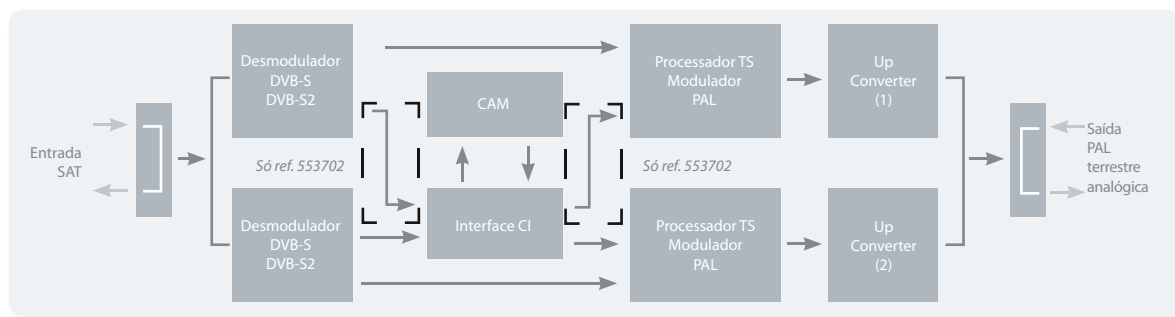 Entrada
SAT
Desmodulador
DVB-S
DVB-S2
Só ref. 553702
Desmodulador
DVB-S
DVB-S2
CAM
Interface CI
Processador TS
Modulador
PAL
Só ref. 553702
Processador TS
Modulador
PAL
Up
Converter
(1)
Up
Converter
(2)
Saída
PAL
terrestre
analógica